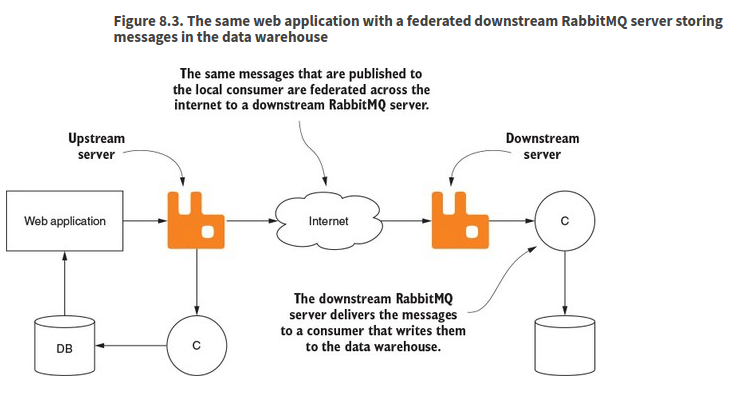 Figure 8.3. The same web application with a federated downstream RabbitMQ server storing
messages in the data warehouse
The same messages that are published to
the local consumer are federated across the
internet to a downstream RabbitMQ server.
Upstream
server
Downstream
server
Web application
Internet
C
The downstream RabbitMQ
server delivers the messages
to a consumer that writes them
to the data warehouse.
DB
C